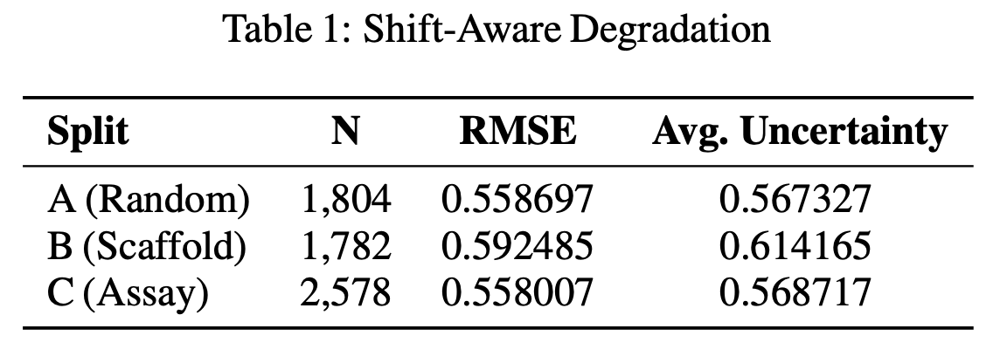 Table 1: Shift-Aware Degradation
Split N RMSE Avg. Uncertainty
A (Random) 1,804 0.558697 0.567327
B (Scaffold) 1,782 0.592485 0.614165
C (Assay) 2,578 0.558007 0.568717